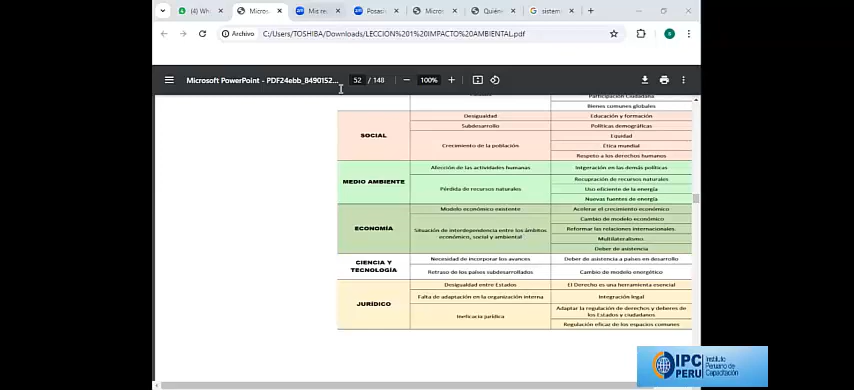 (4) Wh
Micros
Mis re
Posas
Micros
Quién
sistem
Archivo
C:/Users/TOSHIBA/Downloads/LECCION%201%20IMPACTO%20AMBIENTAL.pdf
Microsoft PowerPoint - PDF24ebb_8490152...
52 / 148
100%
Participación Ciudadana
Bienes comunes globales
SOCIAL
Desigualdad
Educación y formación
Subdesarrollo
Políticas demográficas
Crecimiento de la población
Equidad
Ética mundial
Respeto a los derechos humanos
MEDIO AMBIENTE
Afección de las actividades humanas
Intgeración en las demás políticas
Pérdida de recursos naturales
Recupración de recursos naturales
Uso eficiente de la energía
Nuevas fuentes de energía
ECONOMÍA
Modelo económico existente
Acelerar el crecimiento económico
Situación de interdependencia entre los ámbitos
económico, social y ambiental
Cambio de modelo económico
Reformar las relaciones internacionales.
Multilateralismo
Deber de asistencia
CIENCIA Y
TECNOLOGÍA
Necesidad de incorporar los avances
Deber de asistencia a países en desarrollo
Retraso de los países subdesarrollados
Cambio de modelo energético
JURÍDICO
Desigualdad entre Estados
El Derecho es una herramienta esencial
Falta de adaptación en la organización interna
Integración legal
Ineficacia jurídica
Adaptar la regulación de derechos y deberes de
los Estados y ciudadanos
Regulación eficaz de los espacios comunes
IPC
PERU
Instituto
Peruano de
Capacitación